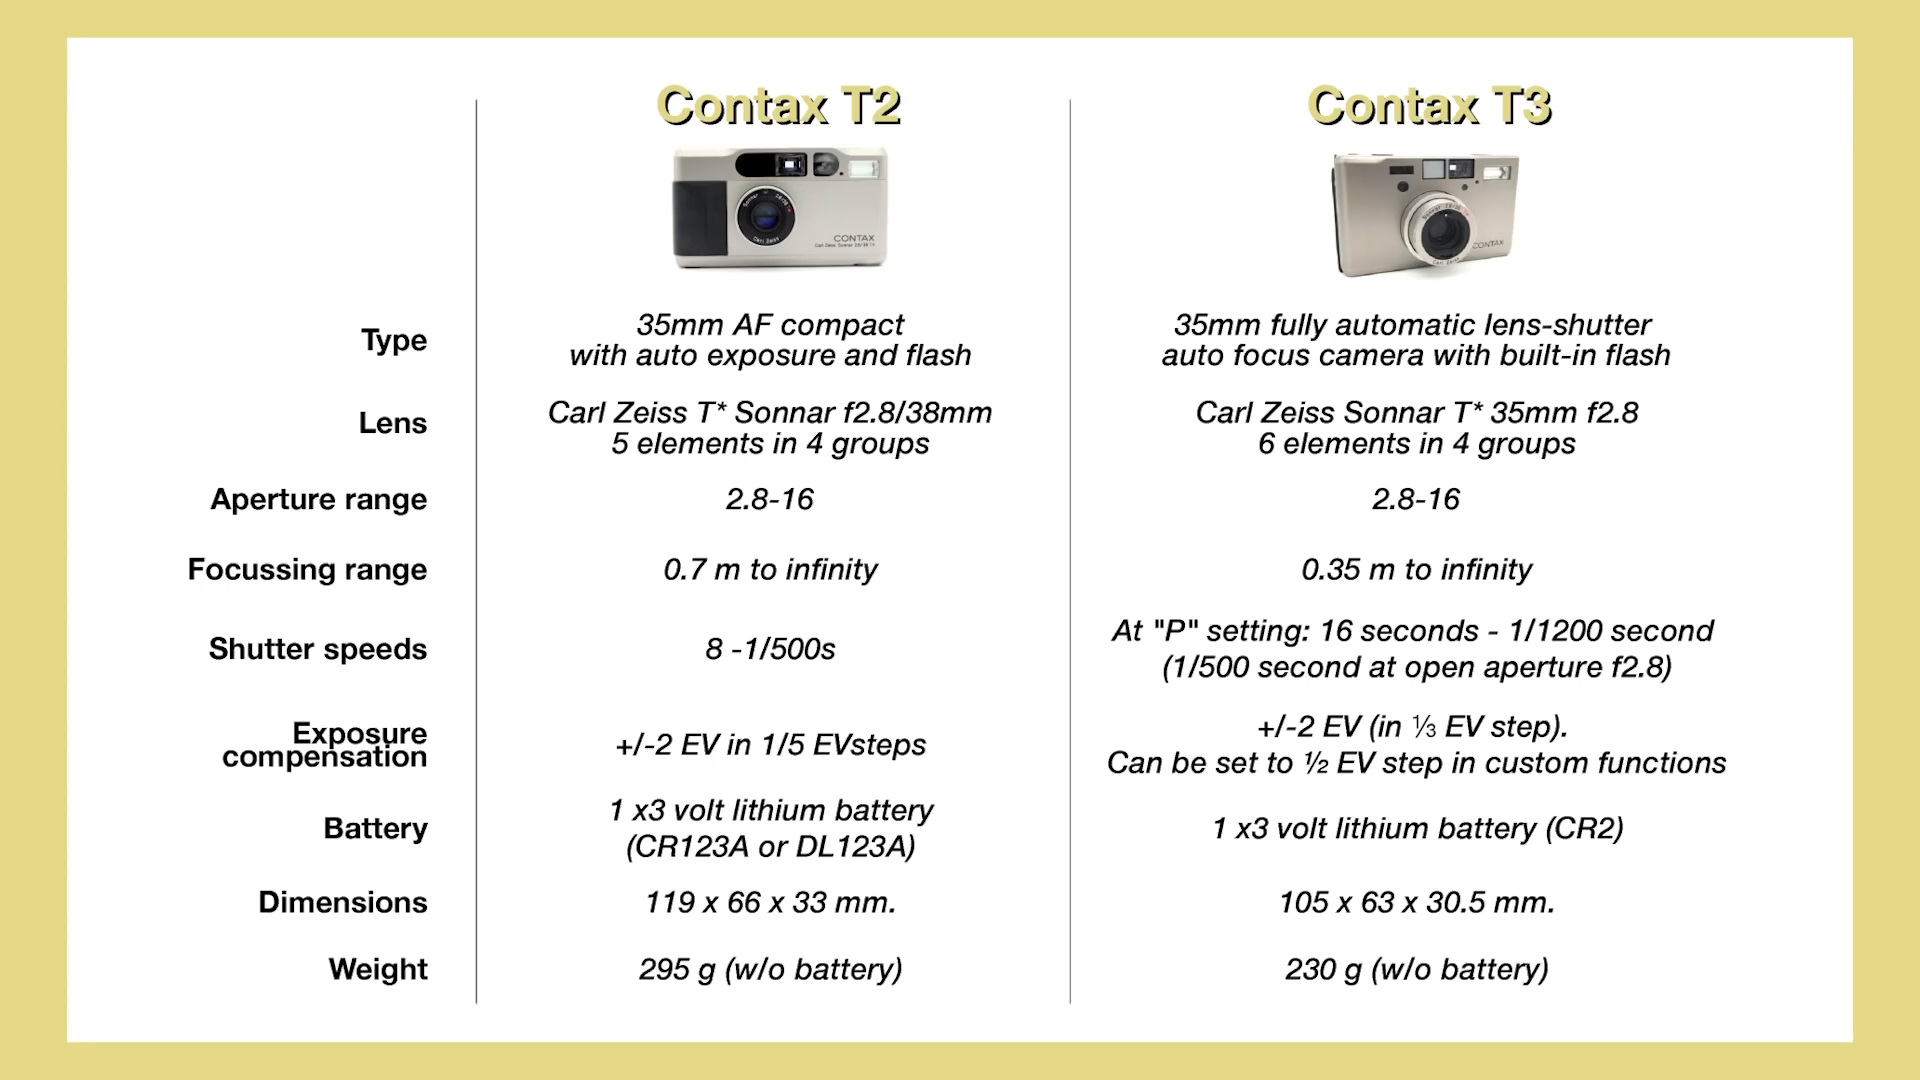 Contax T2
Contax T3
CONTAX
CONTAX
Type
35mm AF compact
with auto exposure and flash
35mm fully automatic lens-shutter
auto focus camera with built-in flash
Lens
Carl Zeiss T* Sonnar f2.8/38mm
5 elements in 4 groups
Carl Zeiss Sonnar T* 35mm f2.8
6 elements in 4 groups
Aperture range
2.8-16
2.8-16
Focussing range
0.7 m to infinity
0.35 m to infinity
Shutter speeds
8 -1/500s
At "P" setting: 16 seconds - 1/1200 second
(1/500 second at open aperture f2.8)
Exposure
compensation
+/-2 EV in 1/5 EVsteps
+/-2 EV (in ⅓ EV step).
Can be set to ½ EV step in custom functions
Battery
1 x3 volt lithium battery
(CR123A or DL123A)
1 x3 volt lithium battery (CR2)
Dimensions
119 x 66 x 33 mm.
105 x 63 x 30.5 mm.
Weight
295 g (w/o battery)
230 g (w/o battery)